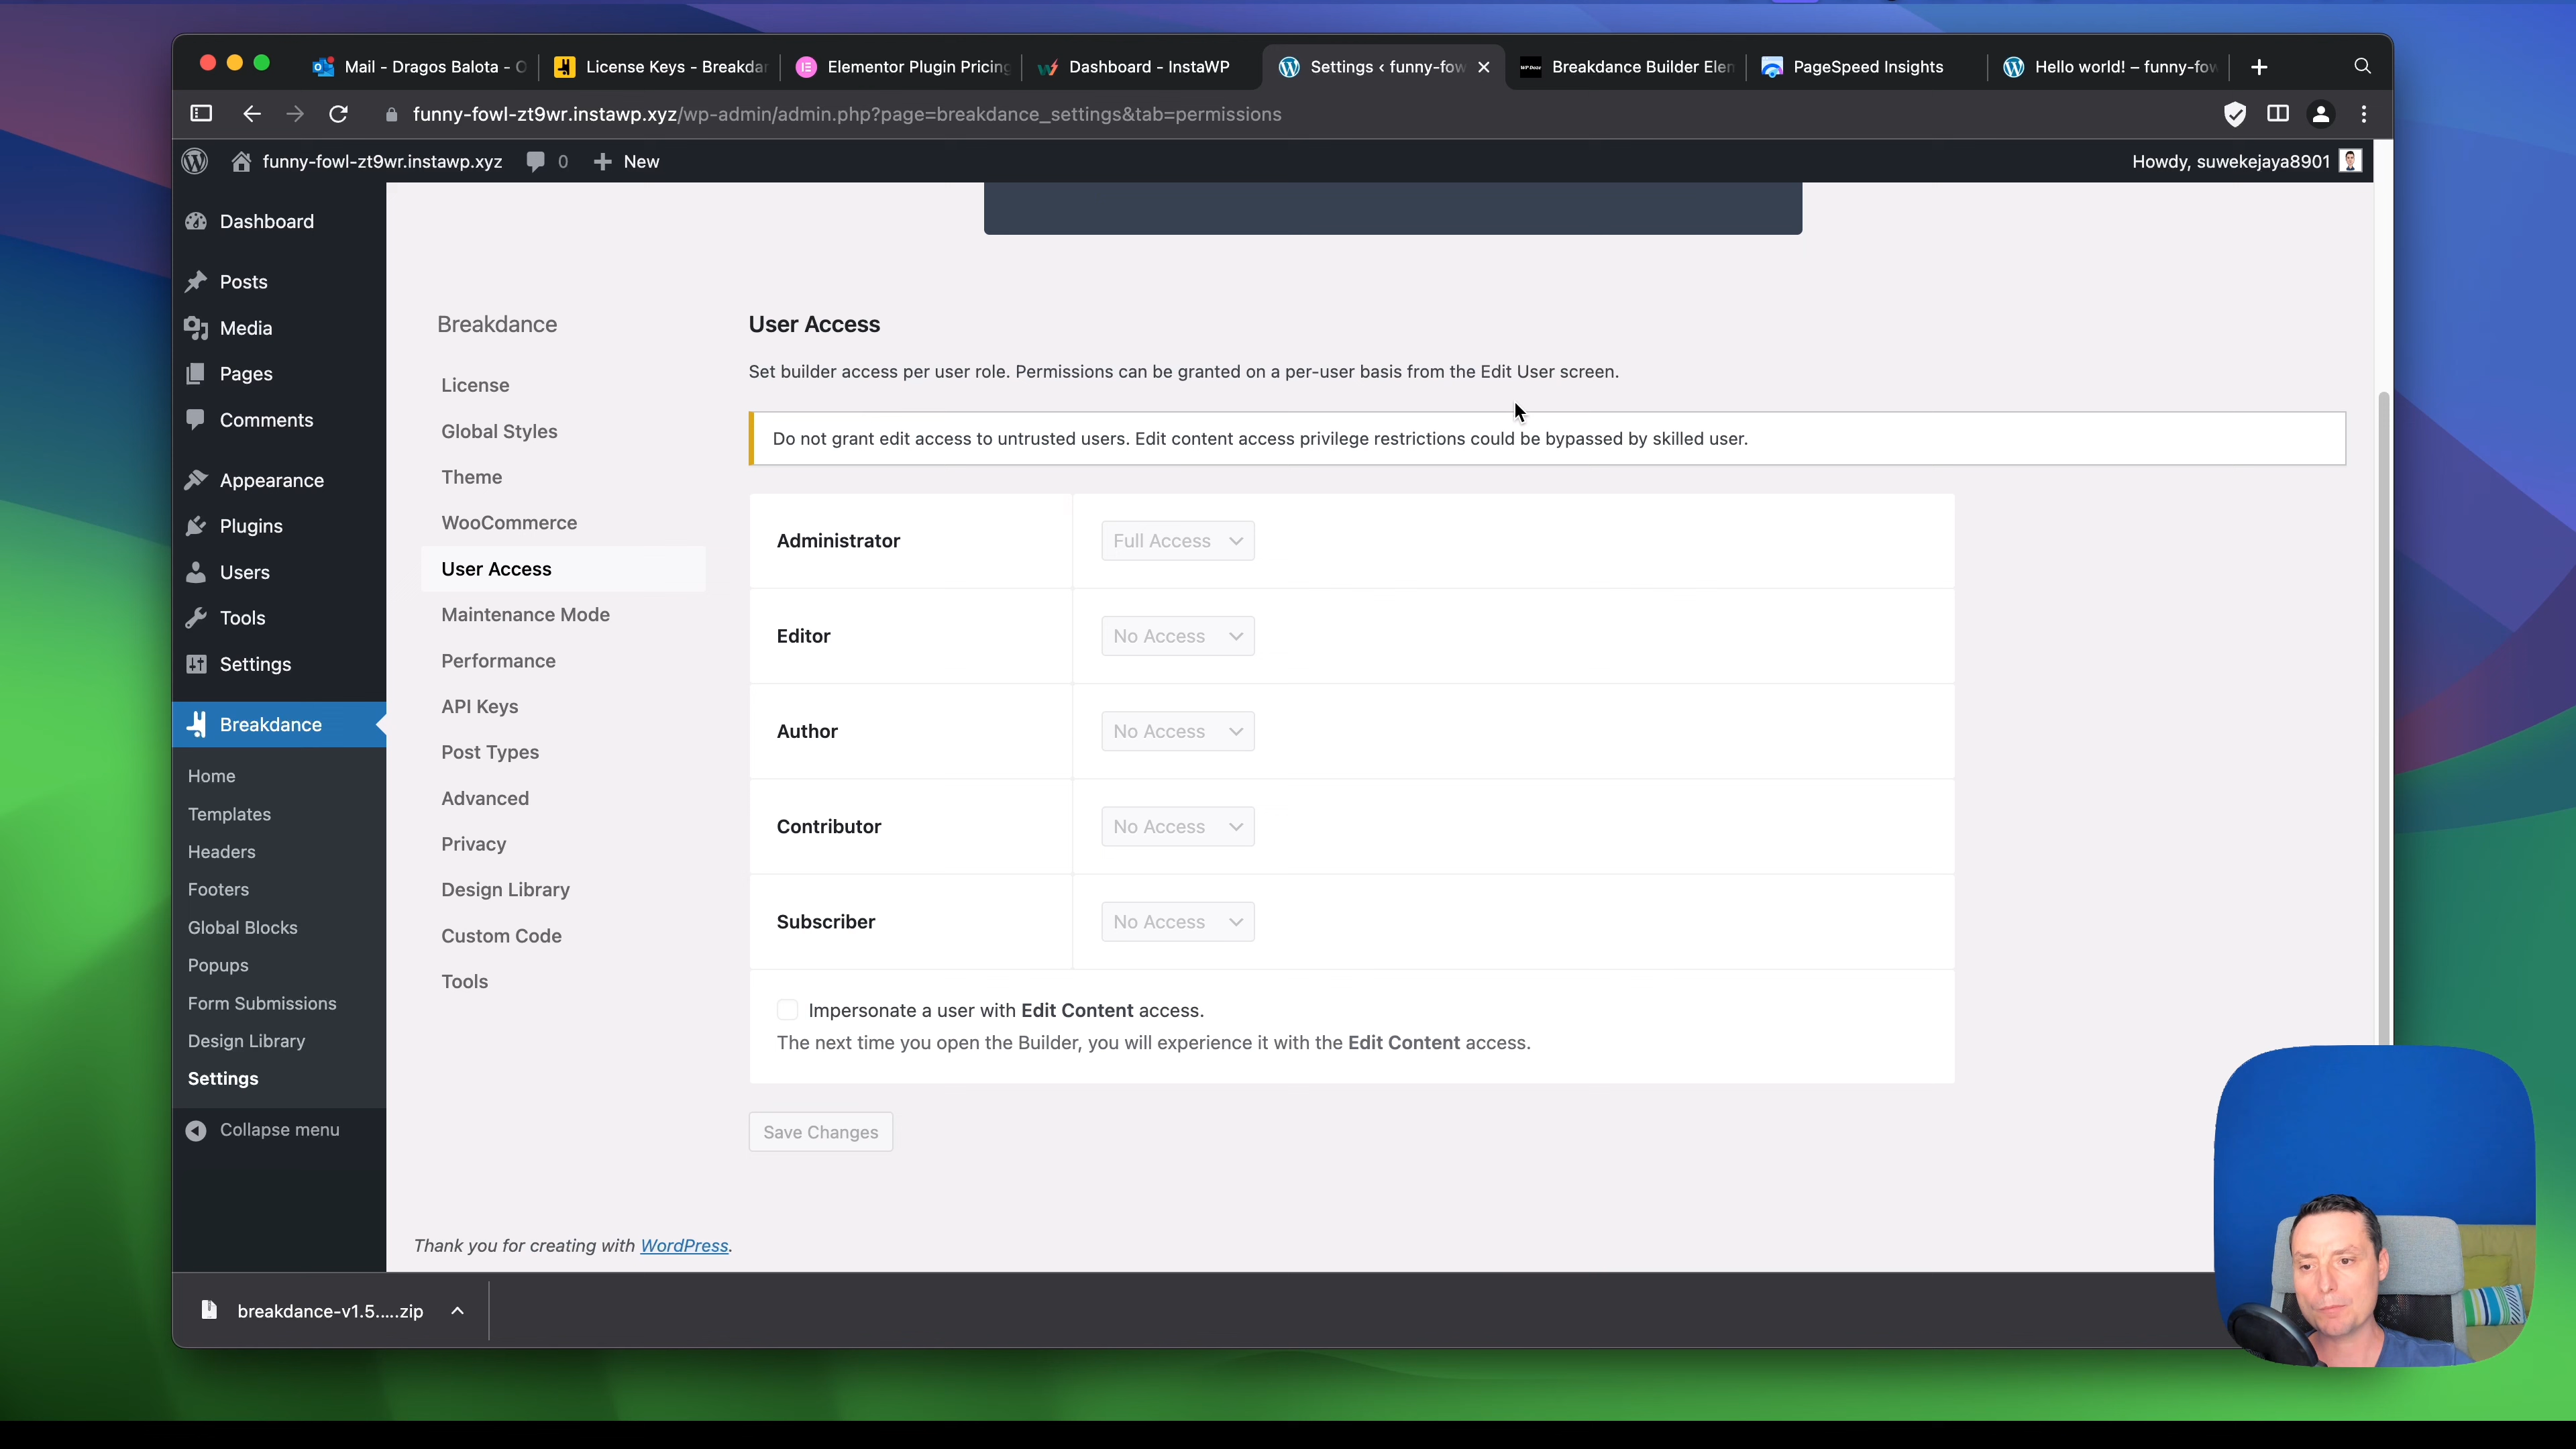 Mail - Dragos Balota - O
License Keys - Breakdan
Elementor Plugin Pricing
Dashboard - InstaWP
Settings ‹ funny-fow
Breakdance Builder Elem
PageSpeed Insights
Hello world! – funny-fow
funny-fowl-zt9wr.instawp.xyz/wp-admin/admin.php?page=breakdance_settings&tab=permissions
funny-fowl-zt9wr.instawp.xyz
0
New
Howdy, suwekejaya8901
Dashboard
Posts
Media
Pages
Comments
Appearance
Plugins
Users
Tools
Settings
Breakdance
Home
Templates
Headers
Footers
Global Blocks
Popups
Form Submissions
Design Library
Settings
Collapse menu
Breakdance
License
Global Styles
Theme
WooCommerce
User Access
Maintenance Mode
Performance
API Keys
Post Types
Advanced
Privacy
Design Library
Custom Code
Tools
User Access
Set builder access per user role. Permissions can be granted on a per-user basis from the Edit User screen.
Do not grant edit access to untrusted users. Edit content access privilege restrictions could be bypassed by skilled user.
Administrator
Full Access
Editor
No Access
Author
No Access
Contributor
No Access
Subscriber
No Access
Impersonate a user with Edit Content access.
The next time you open the Builder, you will experience it with the Edit Content access.
Save Changes
Thank you for creating with WordPress.
breakdance-v1.5.....zip